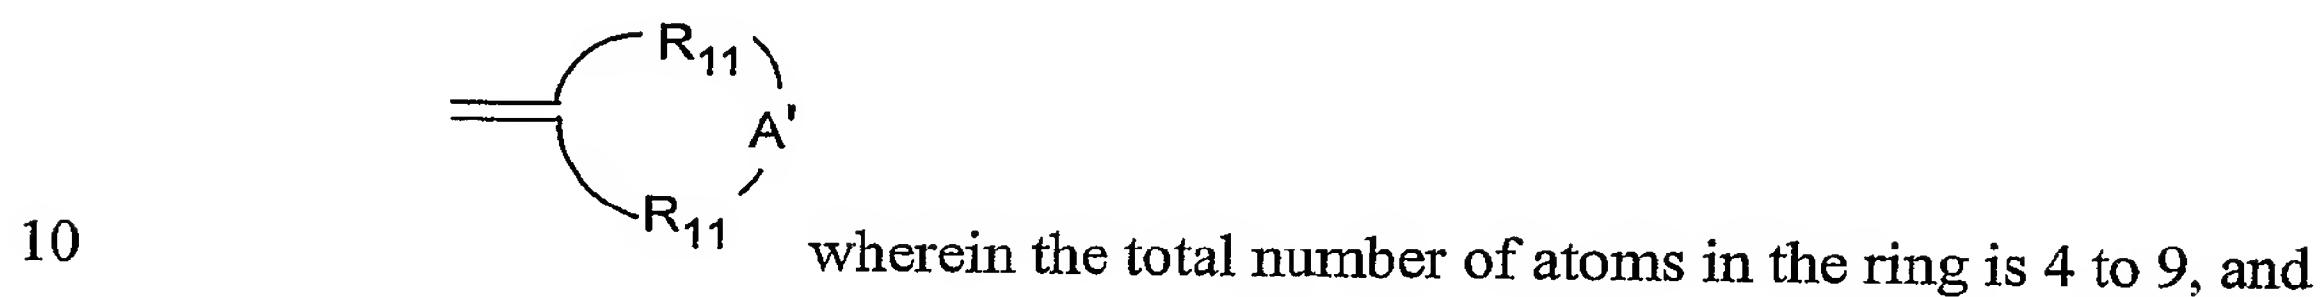 R11
A'
R11
10 wherein the total number of atoms in the ring is 4 to 9, and